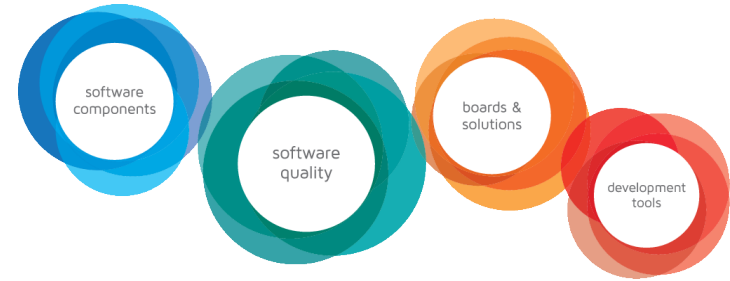 software
components
software
quality
boards &
solutions
development
tools